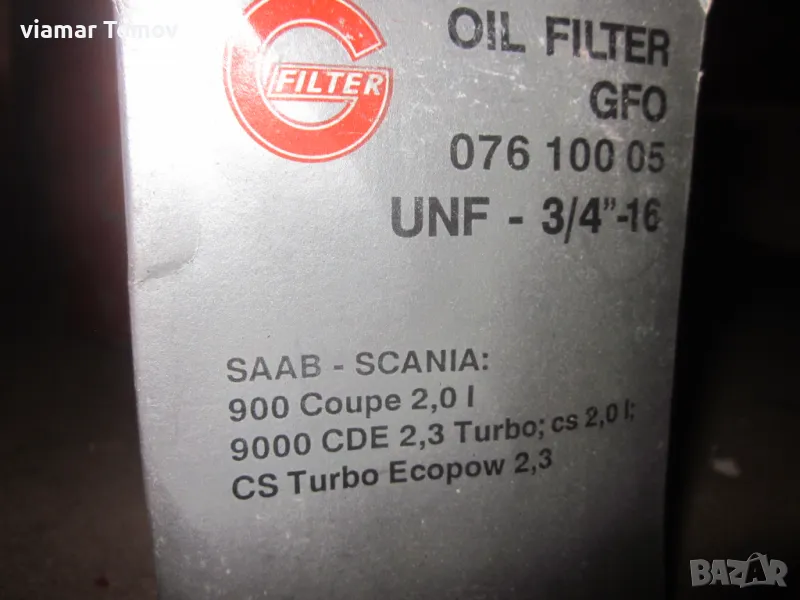 viamar Tomov
OIL FILTER
FILTER
GFO
076 100 05
UNF - 3/4”-16
SAAB - SCANIA:
900 Coupe 2,0 l
9000 CDE 2,3 Turbo; cs 2,0 l;
CS Turbo Ecopow 2,3
BAZAR